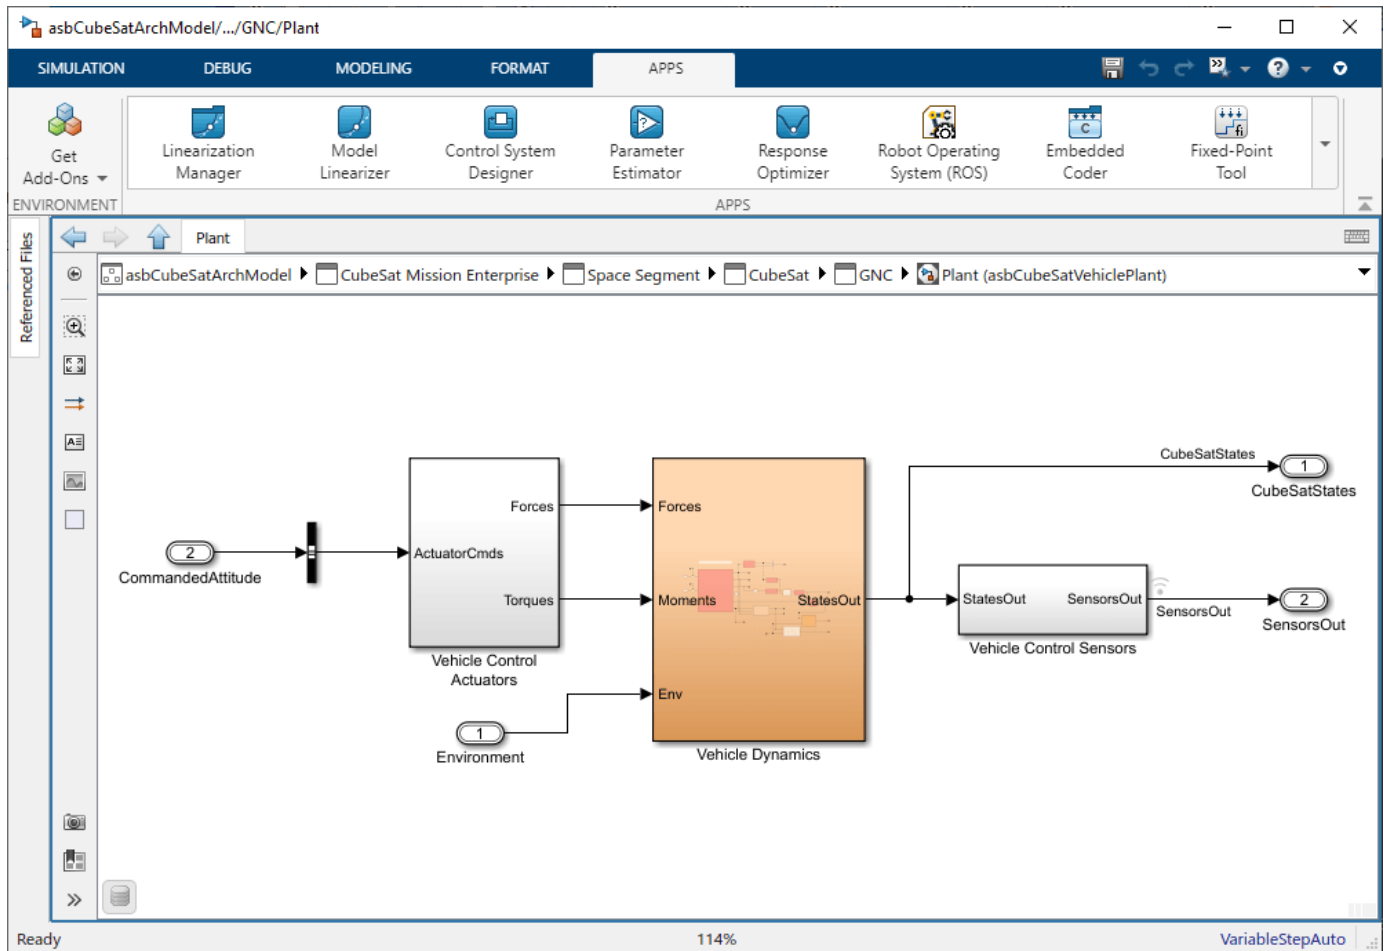 asbCubeSatArchModel/.../GNC/Plant
SIMULATION DEBUG MODELING FORMAT APPS
Get
Add-Ons
Linearization
Manager
Model
Linearizer
Control System
Designer
Parameter
Estimator
Response
Optimizer
Robot Operating
System (ROS)
Embedded
Coder
Fixed-Point
Tool
ENVIRONMENT
APPS
Referenced Files
Plant
asbCubeSatArchModel CubeSat Mission Enterprise Space Segment CubeSat GNC Plant (asbCubeSatVehiclePlant)
CubeSatStates
1
CubeSatStates
Forces
Forces
2
CommandedAttitude
ActuatorCmds
Torques
Moments
StatesOut
StatesOut
SensorsOut
SensorsOut
2
SensorsOut
Vehicle Control Sensors
Vehicle Control
Actuators
Env
1
Environment
Vehicle Dynamics
Ready
114%
VariableStepAuto